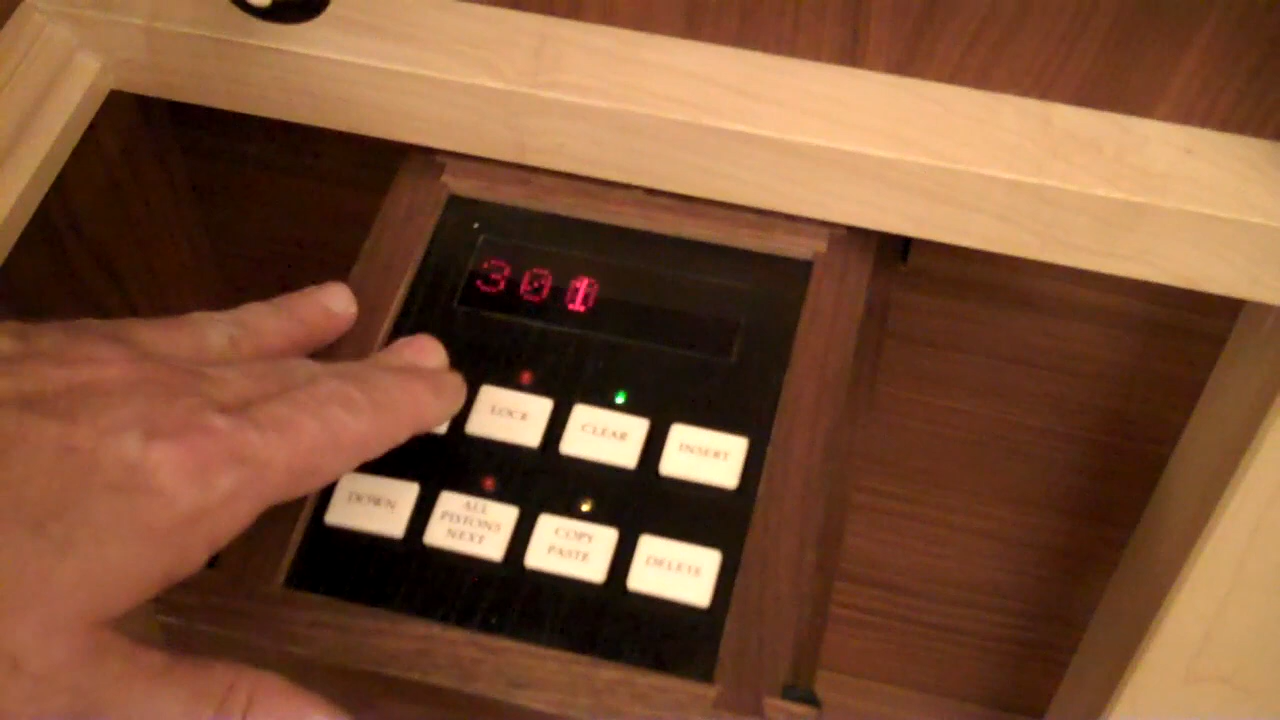 301
LOCK
CLEAR
INSERT
DOWN
ALL
PISTONS
NEXT
COPY
PASTE
DELETE